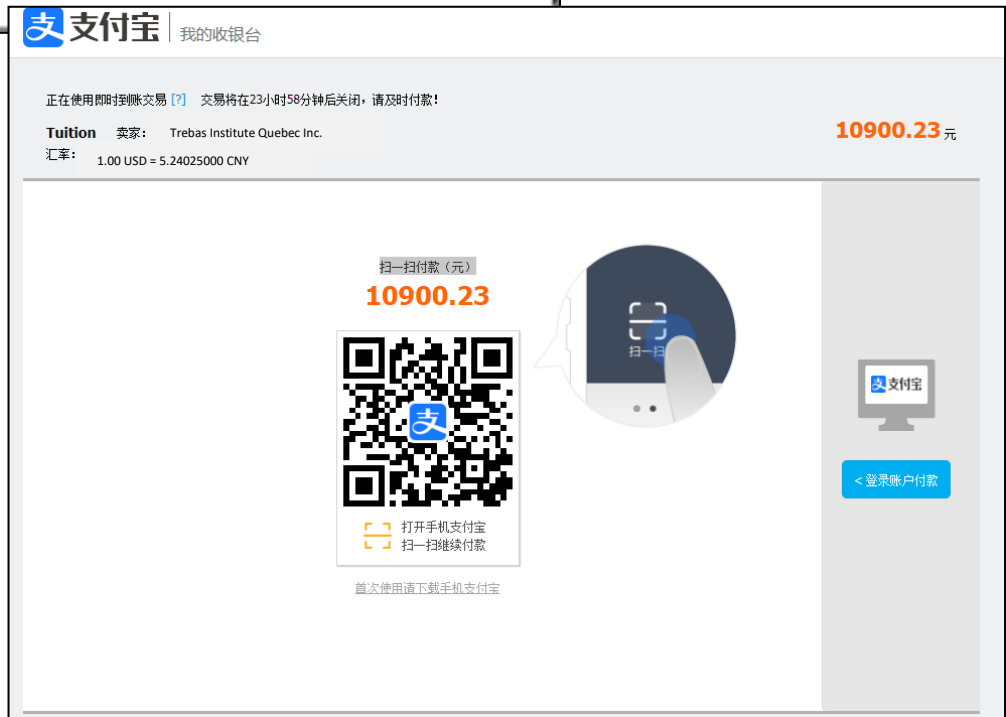 支 支付宝 我的收银台
正在使用即时到账交易 [?] 交易将在23小时58分钟后关闭，请及时付款！
Tuition 卖家： Trebas Institute Quebec Inc.
10900.23 元
汇率： 1.00 USD = 5.24025000 CNY
扫一扫付款（元）
10900.23
扫一扫
支
支 支付宝
< 登录账户付款
打开手机支付宝
扫一扫继续付款
首次使用请下载手机支付宝